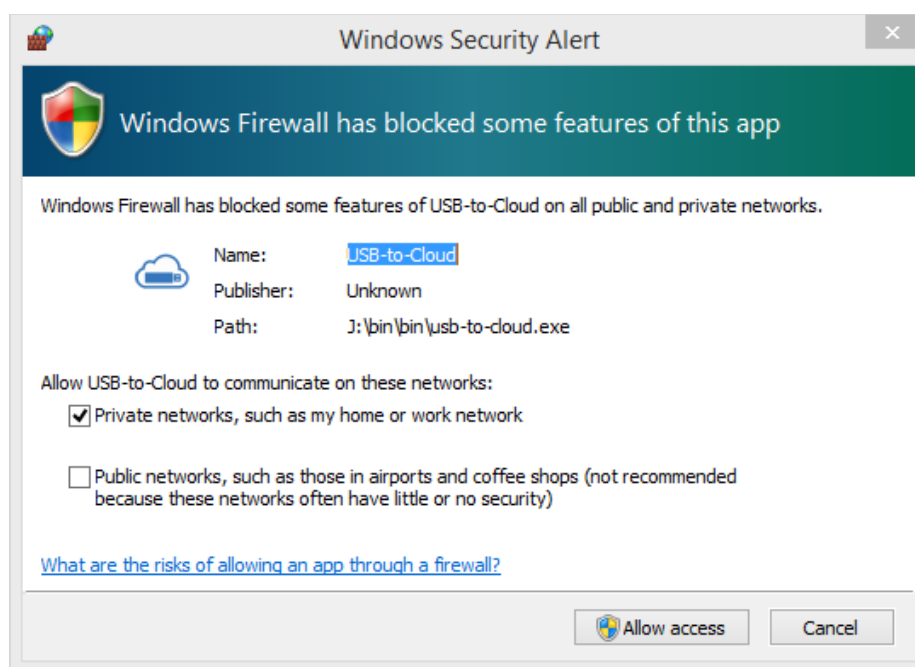 Windows Security Alert
Windows Firewall has blocked some features of this app
Windows Firewall has blocked some features of USB-to-Cloud on all public and private networks.
Name: USB-to-Cloud
Publisher: Unknown
Path: J:\bin\bin\usb-to-cloud.exe
Allow USB-to-Cloud to communicate on these networks:
Private networks, such as my home or work network
Public networks, such as those in airports and coffee shops (not recommended
because these networks often have little or no security)
What are the risks of allowing an app through a firewall?
Allow access Cancel